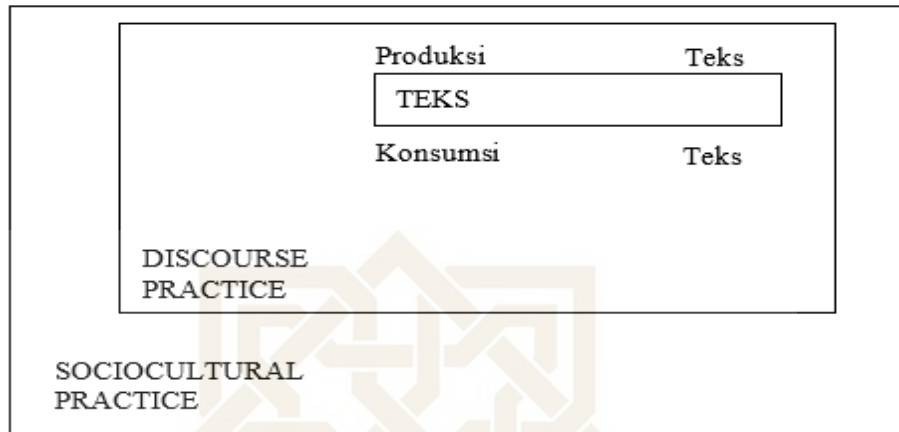 Produksi Teks
TEKS
Konsumsi Teks
DISCOURSE
PRACTICE
SOCIOCULTURAL
PRACTICE